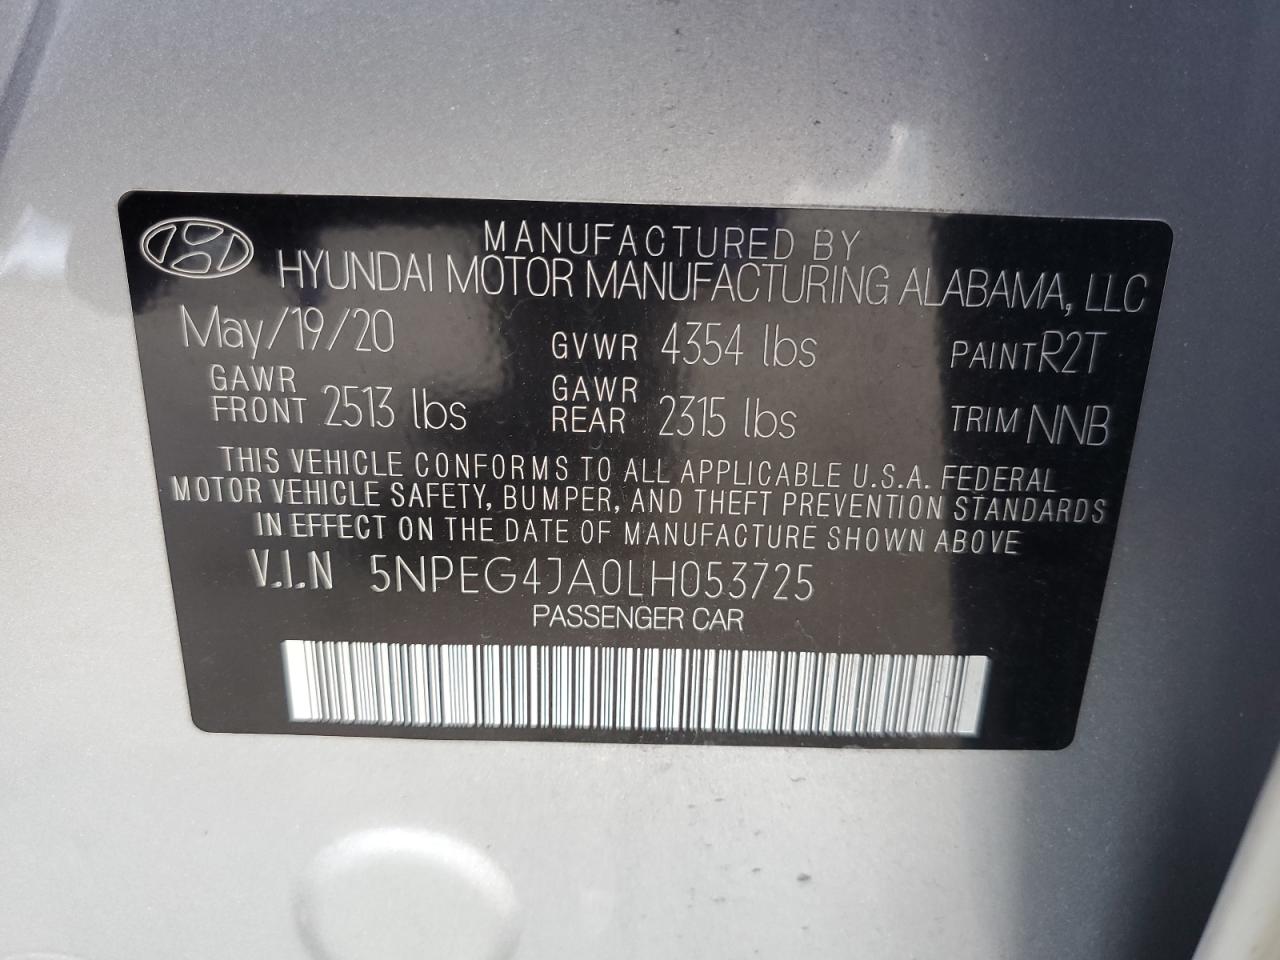 MANUFACTURED BY
HYUNDAI MOTOR MANUFACTURING ALABAMA, LLC
May/19/20 GVWR 4354 lbs PAINT R2T
GAWR FRONT 2513 lbs GAWR REAR 2315 lbs TRIM NNB
THIS VEHICLE CONFORMS TO ALL APPLICABLE U.S.A. FEDERAL
MOTOR VEHICLE SAFETY, BUMPER, AND THEFT PREVENTION STANDARDS
IN EFFECT ON THE DATE OF MANUFACTURE SHOWN ABOVE
V.I.N 5NPEG4JA0LH053725
PASSENGER CAR